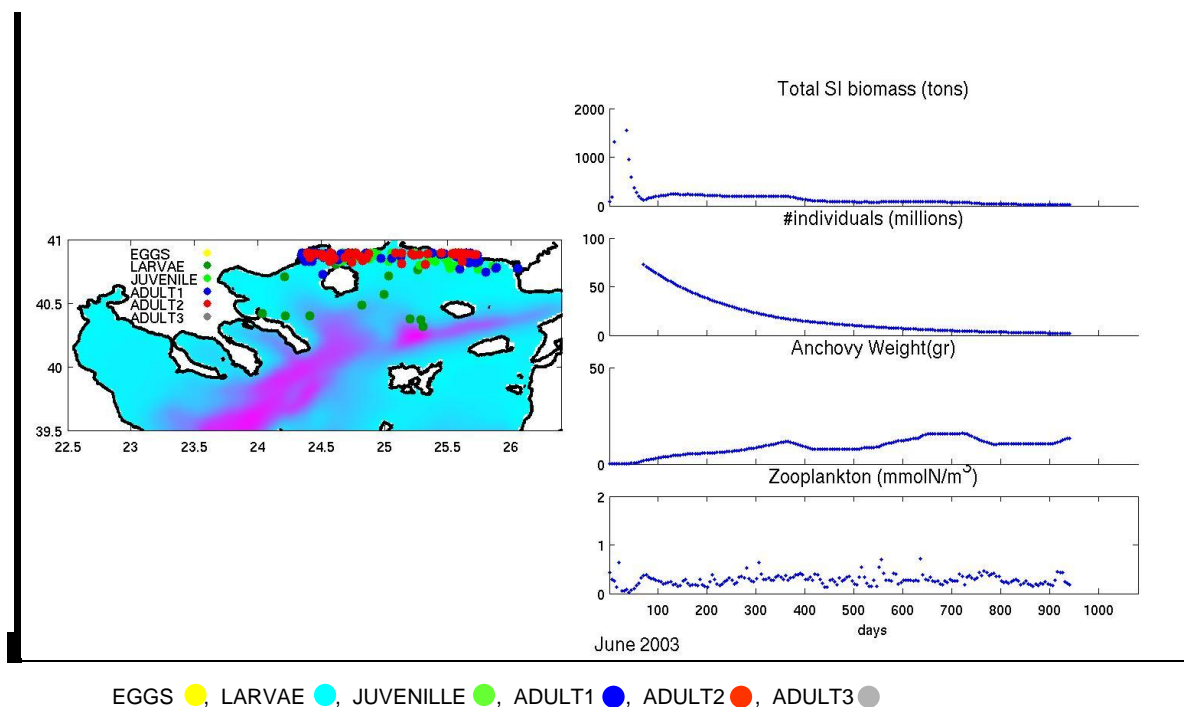 Total SI biomass (tons)
2000
1000
0
#individuals (millions)
100
50
0
Anchovy Weight(gr)
50
0
Zooplankton (mmolN/m3)
2
1
0
100 200 300 400 500 600 700 800 900 1000
days
June 2003
41
40.5
40
39.5
22.5 23 23.5 24 24.5 25 25.5 26
EGGS
LARVAE
JUVENILE
ADULT1
ADULT2
ADULT3
EGGS , LARVAE , JUVENILLE , ADULT1 , ADULT2 , ADULT3